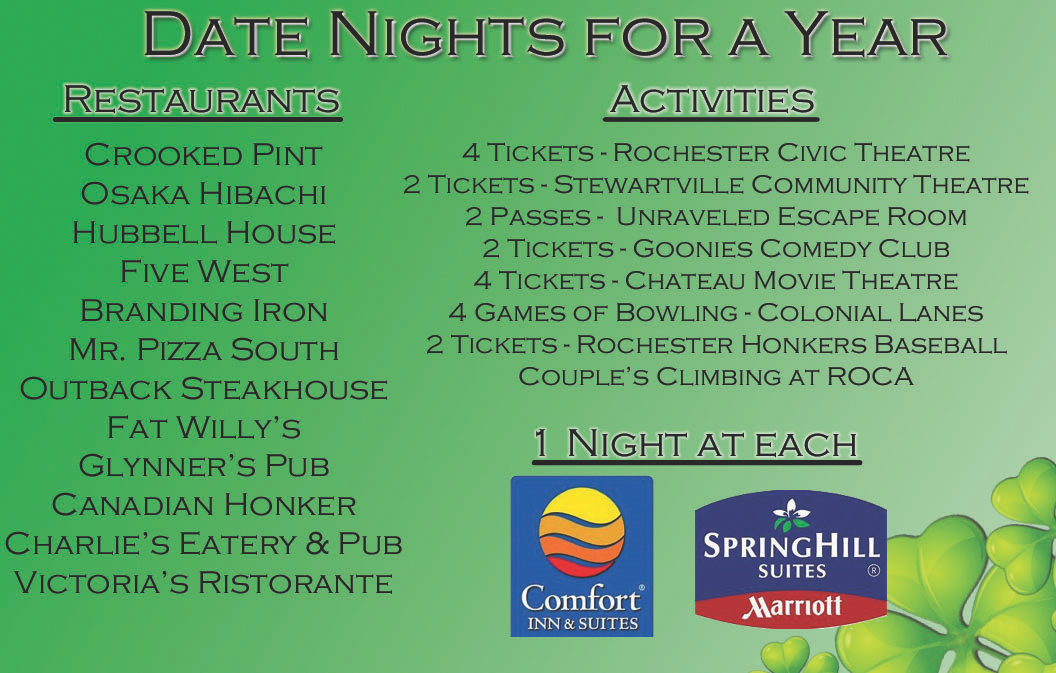 DATE NIGHTS FOR A YEAR
RESTAURANTS
CROOKED PINT
OSAKA HIBACHI
HUBBELL HOUSE
FIVE WEST
BRANDING IRON
MR. PIZZA SOUTH
OUTBACK STEAKHOUSE
FAT WILLY'S
GLYNNER'S PUB
CANADIAN HONKER
CHARLIE'S EATERY & PUB
VICTORIA'S RISTORANTE
ACTIVITIES
4 TICKETS - ROCHESTER CIVIC THEATRE
2 TICKETS - STEWARTVILLE COMMUNITY THEATRE
2 PASSES - UNRAVELED ESCAPE ROOM
2 TICKETS - GOONIES COMEDY CLUB
4 TICKETS - CHATEAU MOVIE THEATRE
4 GAMES OF BOWLING - COLONIAL LANES
2 TICKETS - ROCHESTER HONKERS BASEBALL
COUPLE'S CLIMBING AT ROCA
1 NIGHT AT EACH
Comfort®
INN & SUITES
SPRINGHILL
SUITES ®
Marriott